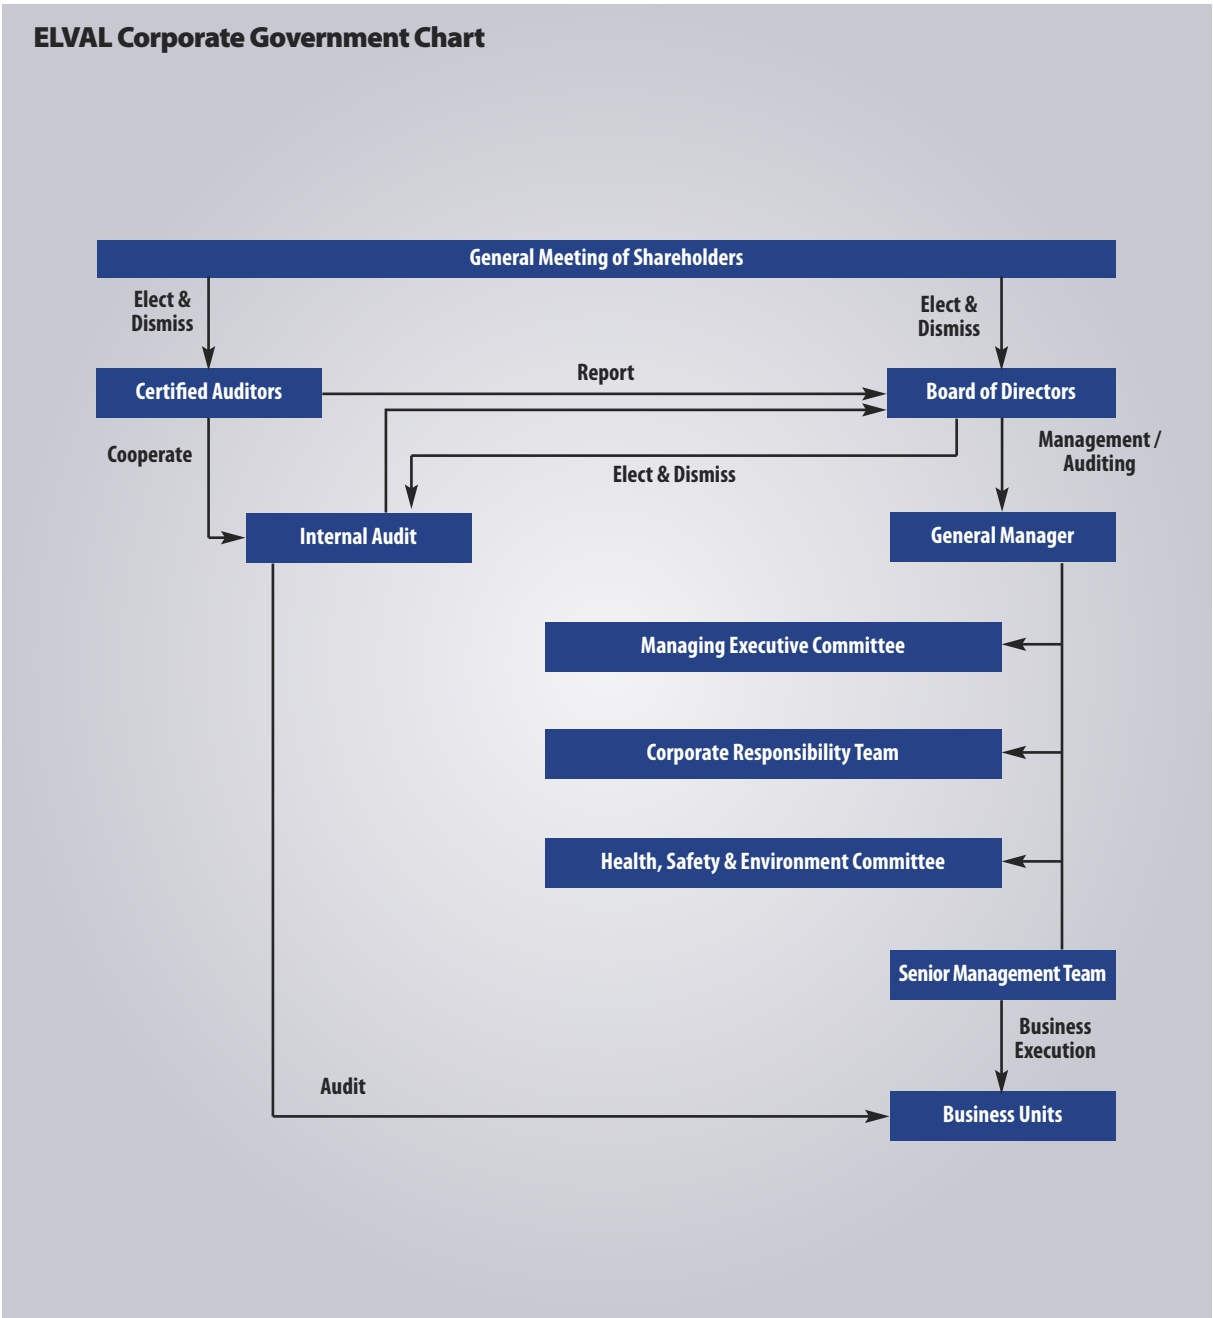 ELVAL Corporate Government Chart
General Meeting of Shareholders
Elect &
Dismiss
Elect &
Dismiss
Certified Auditors
Report
Board of Directors
Cooperate
Elect & Dismiss
Management /
Auditing
Internal Audit
General Manager
Managing Executive Committee
Corporate Responsibility Team
Health, Safety & Environment Committee
Senior Management Team
Business
Execution
Audit
Business Units